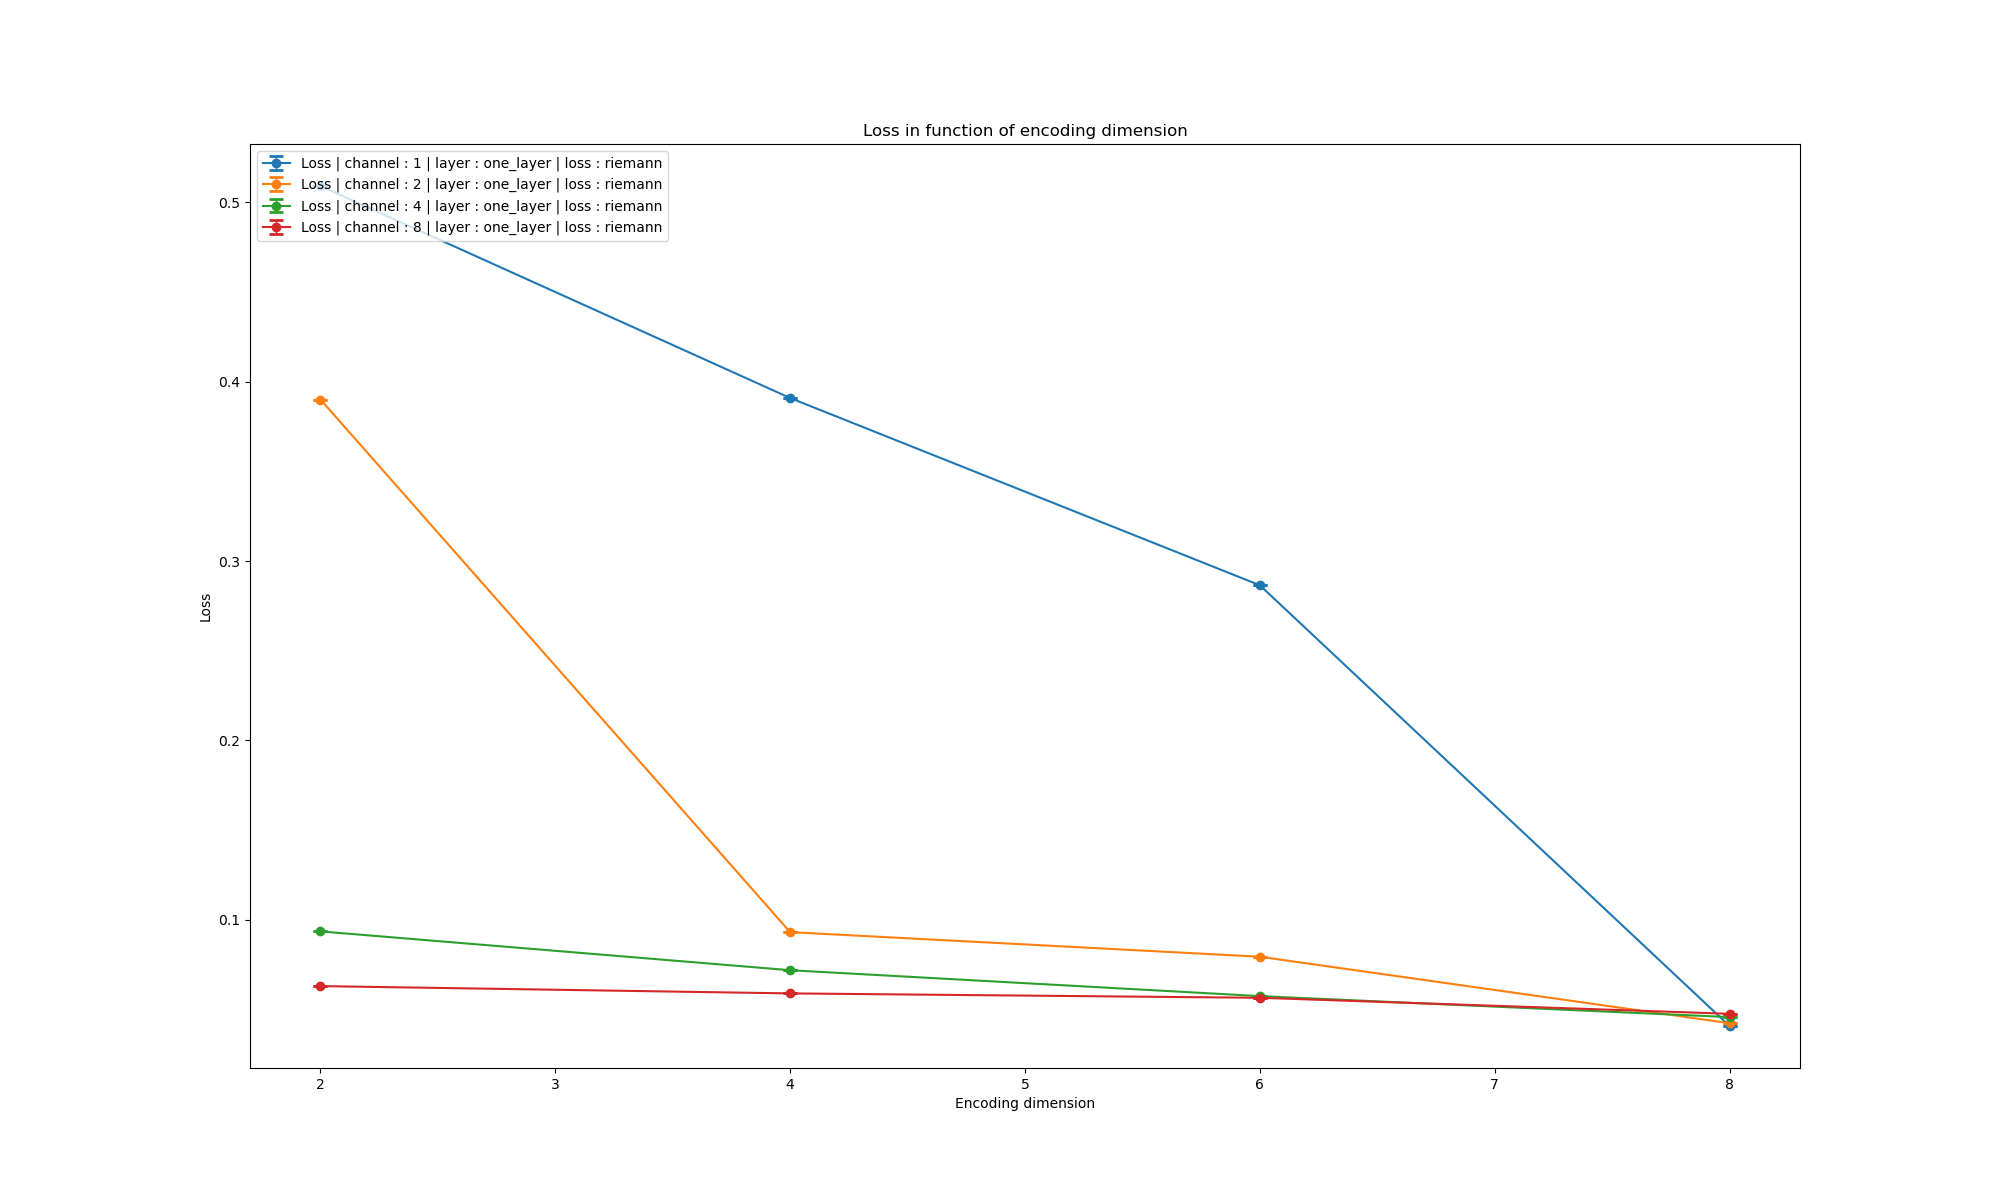 Loss in function of encoding dimension
Loss | channel : 1 | layer : one_layer | loss : riemann
Loss | channel : 2 | layer : one_layer | loss : riemann
Loss | channel : 4 | layer : one_layer | loss : riemann
Loss | channel : 8 | layer : one_layer | loss : riemann
0.5
0.4
0.3
0.2
0.1
Loss
2 3 4 5 6 7 8
Encoding dimension